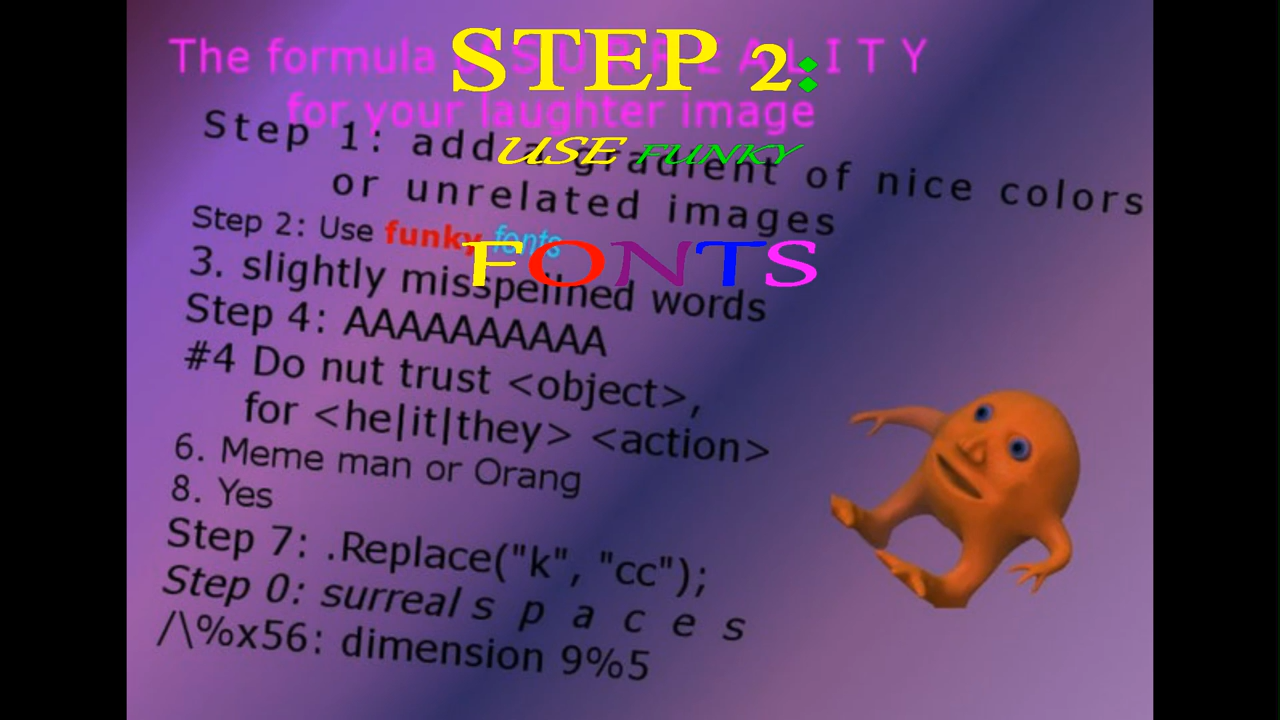 The formula S U R R E A L I T Y
for your laughter image
STEP 2:
USE FUNKY
FONTS
Step 1: add a gradient of nice colors
or unrelated images
Step 2: Use funky fonts
3. slightly misspellned words
Step 4: AAAAAAAAAA
#4 Do nut trust <object>,
for <he|it|they> <action>
6. Meme man or Orang
8. Yes
Step 7: .Replace("k", "cc");
Step 0: surreal s p a c e s
/\%x56: dimension 9%5